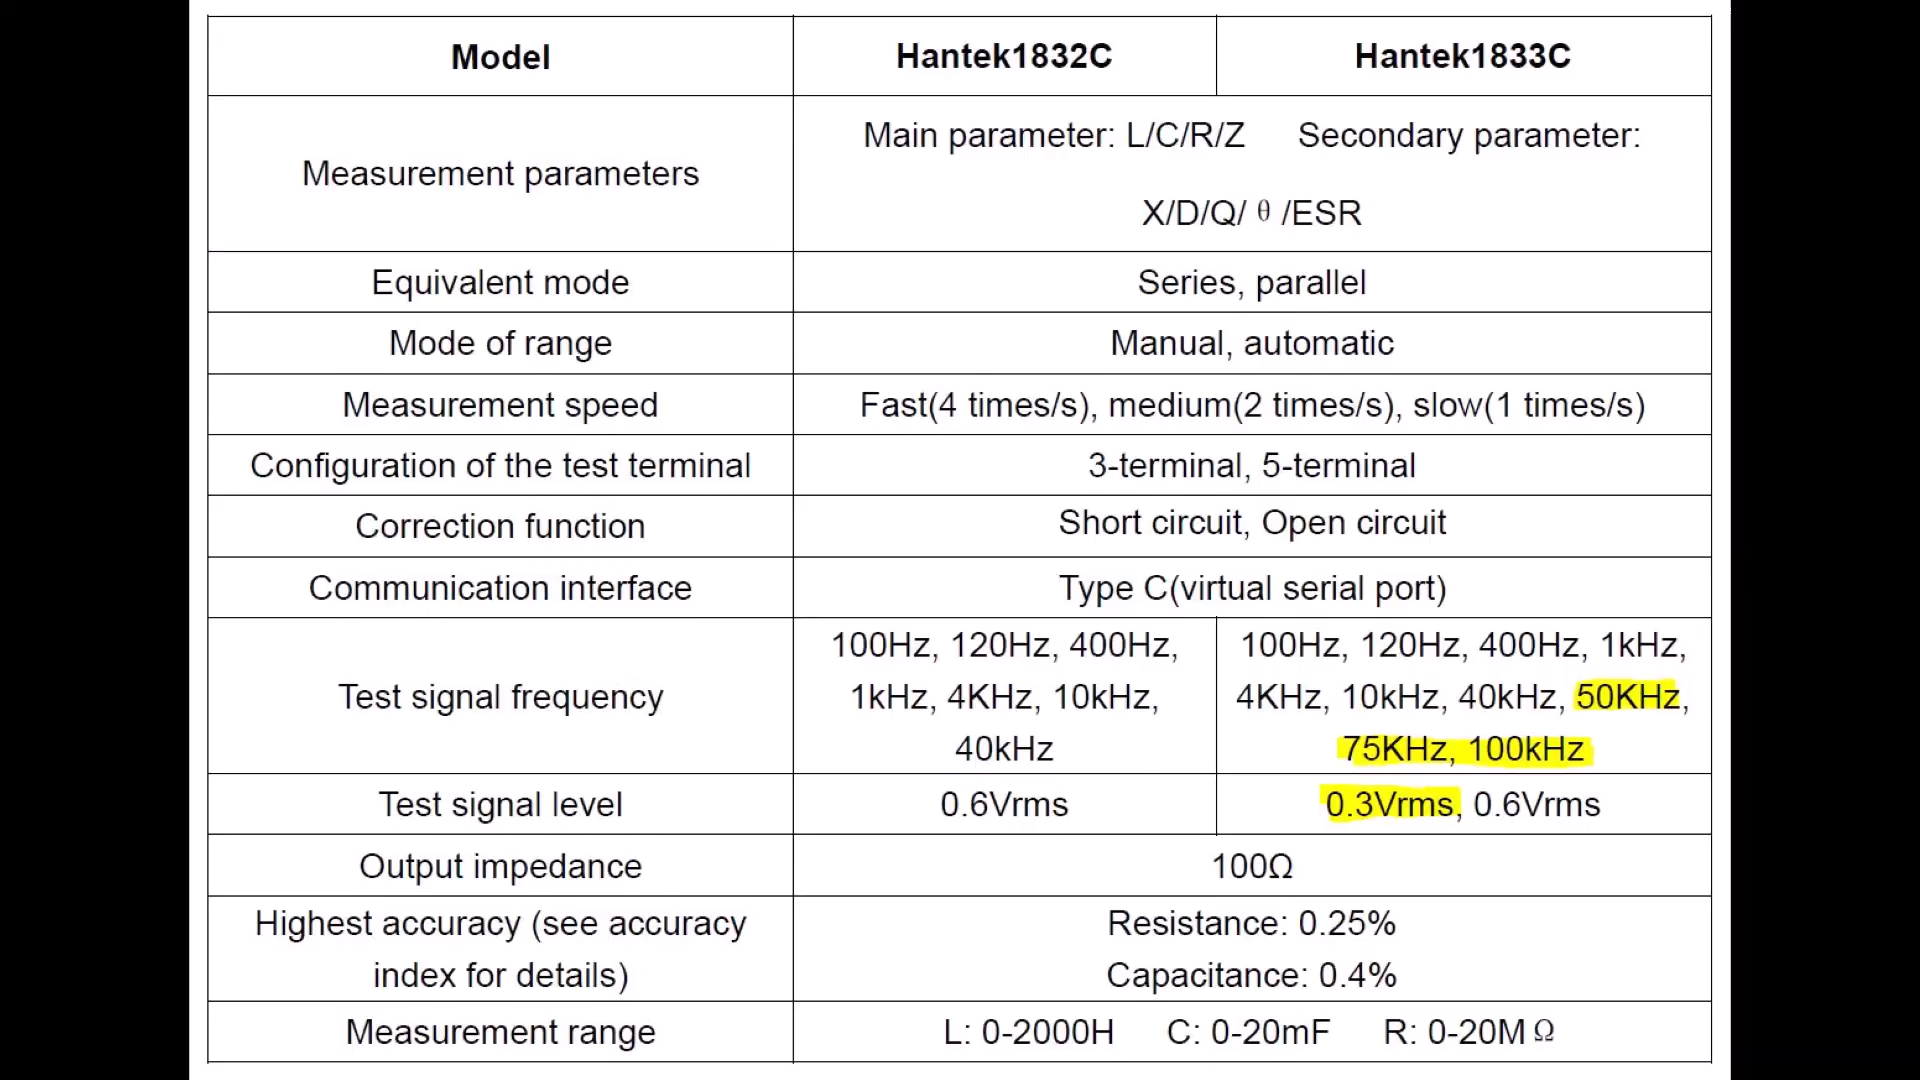 Model Hantek1832C Hantek1833C
Measurement parameters Main parameter: L/C/R/Z Secondary parameter:
X/D/Q/ θ /ESR
Equivalent mode Series, parallel
Mode of range Manual, automatic
Measurement speed Fast(4 times/s), medium(2 times/s), slow(1 times/s)
Configuration of the test terminal 3-terminal, 5-terminal
Correction function Short circuit, Open circuit
Communication interface Type C(virtual serial port)
Test signal frequency
100Hz, 120Hz, 400Hz,
1kHz, 4KHz, 10kHz,
40kHz
100Hz, 120Hz, 400Hz, 1kHz,
4KHz, 10kHz, 40kHz, 50KHz,
75KHz, 100kHz
Test signal level 0.6Vrms 0.3Vrms, 0.6Vrms
Output impedance 100Ω
Highest accuracy (see accuracy
index for details)
Resistance: 0.25%
Capacitance: 0.4%
Measurement range L: 0-2000H C: 0-20mF R: 0-20M Ω